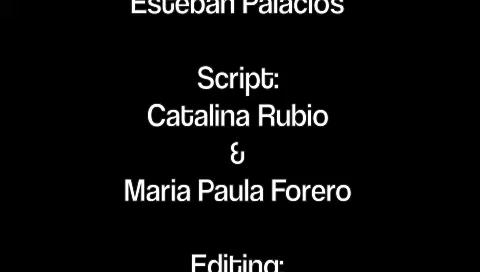 Esteban Palacios
Script:
Catalina Rubio
&
Maria Paula Forero
Editing: